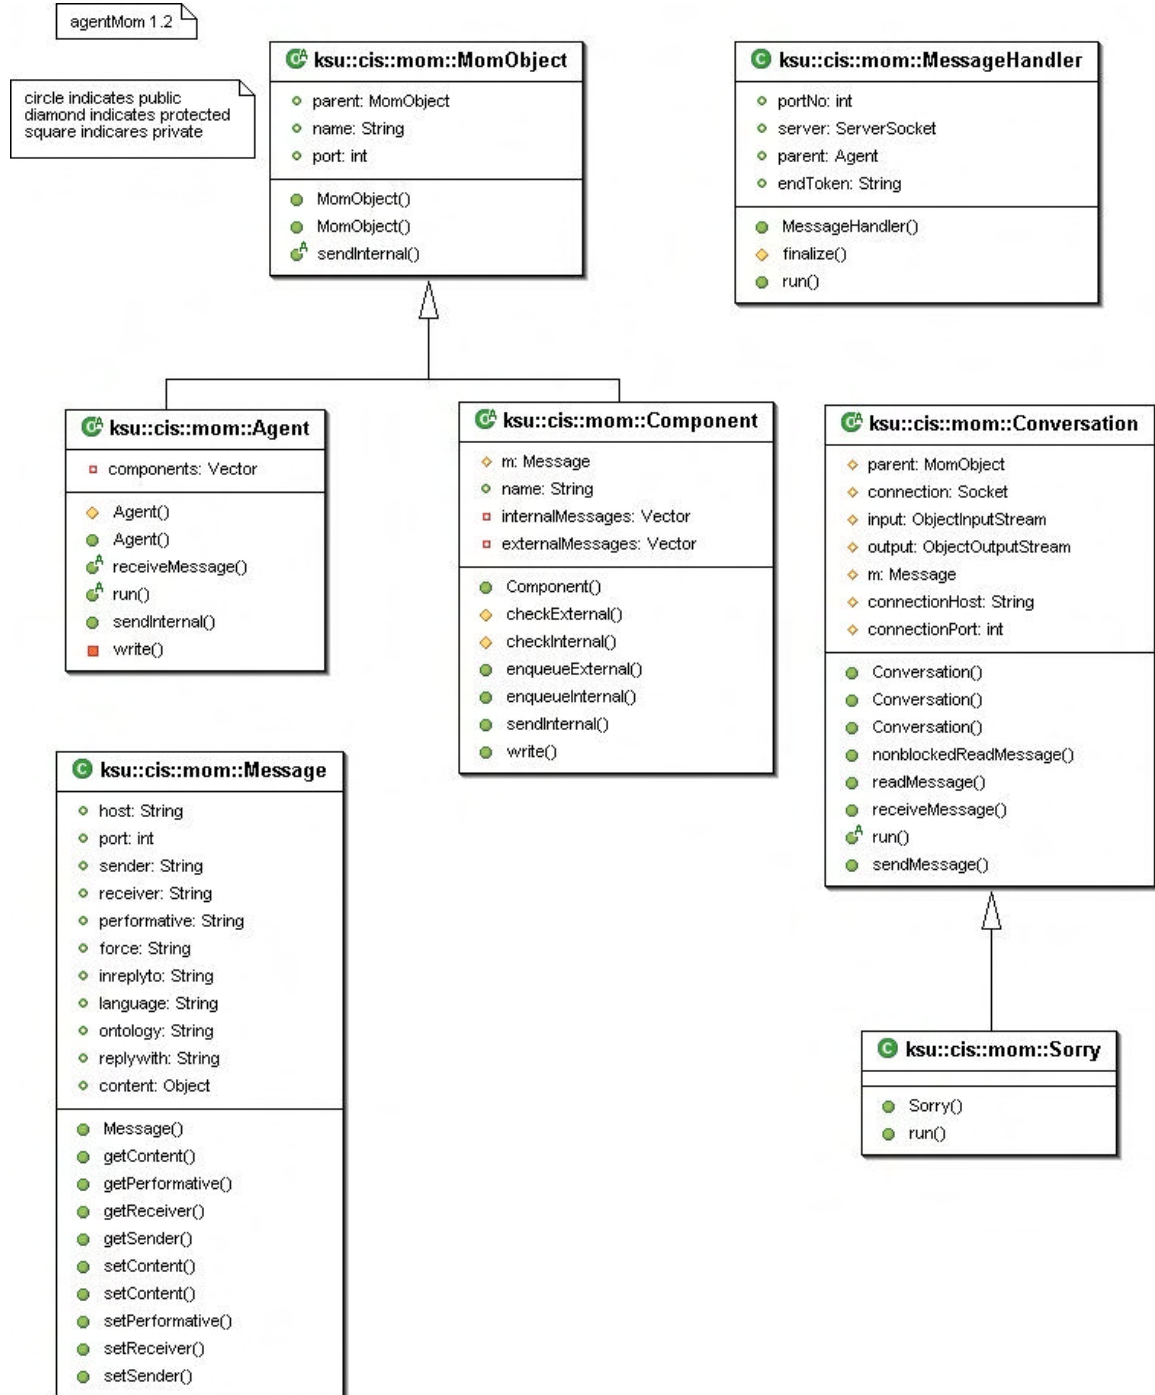 agentMom 1.2
circle indicates public
diamond indicates protected
square indicares private
ksu::cis::mom::MomObject
parent: MomObject
name: String
port: int
MomObject()
MomObject()
sendInternal()
ksu::cis::mom::MessageHandler
portNo: int
server: ServerSocket
parent: Agent
endToken: String
MessageHandler()
finalize()
run()
ksu::cis::mom::Agent
components: Vector
Agent()
Agent()
receiveMessage()
run()
sendInternal()
write()
ksu::cis::mom::Component
m: Message
name: String
internalMessages: Vector
externalMessages: Vector
Component()
checkExternal()
checkInternal()
enqueueExternal()
enqueueInternal()
sendInternal()
write()
ksu::cis::mom::Conversation
parent: MomObject
connection: Socket
input: ObjectInputStream
output: ObjectOutputStream
m: Message
connectionHost: String
connectionPort: int
Conversation()
Conversation()
Conversation()
nonblockedReadMessage()
readMessage()
receiveMessage()
run()
sendMessage()
ksu::cis::mom::Message
host: String
port: int
sender: String
receiver: String
performative: String
force: String
inreplyto: String
language: String
ontology: String
replywith: String
content: Object
Message()
getContent()
getPerformative()
getReceiver()
getSender()
setContent()
setContent()
setPerformative()
setReceiver()
setSender()
ksu::cis::mom::Sorry
Sorry()
run()